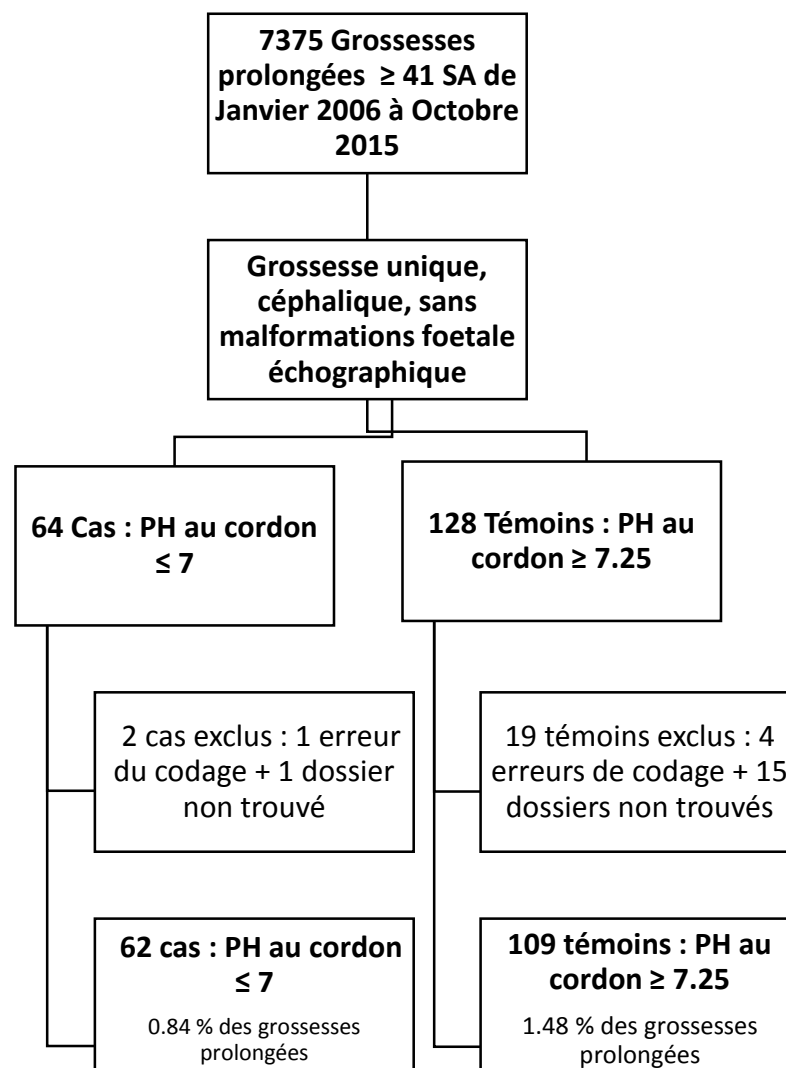 7375 Grossesses
prolongées ≥ 41 SA de
Janvier 2006 à Octobre
2015
Grossesse unique,
céphalique, sans
malformations foetale
échographique
64 Cas : PH au cordon
≤ 7
128 Témoins : PH au
cordon ≥ 7.25
2 cas exclus : 1 erreur
du codage + 1 dossier
non trouvé
19 témoins exclus : 4
erreurs de codage + 15
dossiers non trouvés
62 cas : PH au cordon
≤ 7
0.84 % des grossesses
prolongées
109 témoins : PH au
cordon ≥ 7.25
1.48 % des grossesses
prolongées